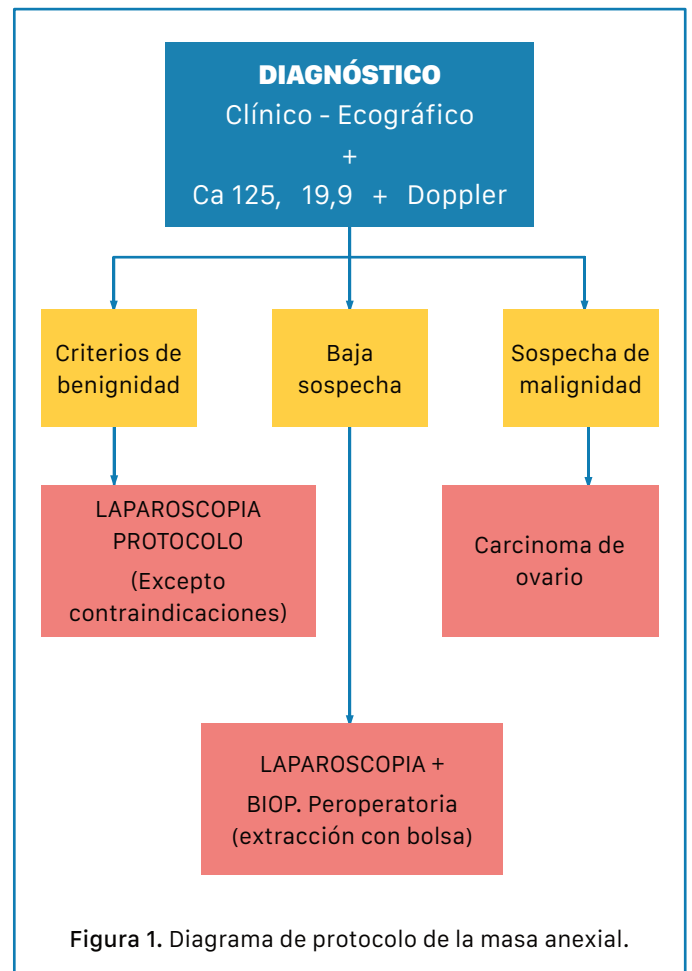 DIAGNÓSTICO
Clínico - Ecográfico
+
Ca 125, 19,9 + Doppler
Criterios de
benignidad
Baja
sospecha
Sospecha de
malignidad
LAPAROSCOPIA
PROTOCOLO
(Excepto
contraindicaciones)
Carcinoma de
ovario
LAPAROSCOPIA +
BIOP. Peroperatoria
(extracción con bolsa)
Figura 1. Diagrama de protocolo de la masa anexial.